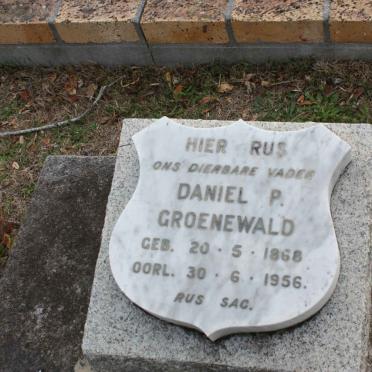 HIER RUS
ONS DIERBARE VADER
DANIEL P.
GROENEWALD
GEB. 20 · 5 · 1868
OORL. 30 · 6 · 1956.
RUS SAG.